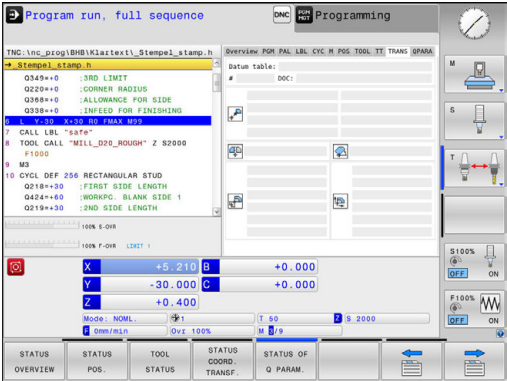 Program run, full sequence
DNC
PGM MGT
Programming
TNC:\nc_prog\BHB\Klartext\_Stempel_stamp.h
→_Stempel_stamp.h
Q349=+0 ;3RD LIMIT
Q220=+0 ;CORNER RADIUS
Q368=+0 ;ALLOWANCE FOR SIDE
Q338=+0 ;INFEED FOR FINISHING
6 L Y-30 X+30 R0 FMAX M99
7 CALL LBL "safe"
8 TOOL CALL "MILL_D20_ROUGH" Z S2000
F1000
9 M3
10 CYCL DEF 256 RECTANGULAR STUD
Q218=+30 ;FIRST SIDE LENGTH
Q424=+60 ;WORKPC. BLANK SIDE 1
Q219=+30 ;2ND SIDE LENGTH
100% S-OVR
100% F-OVR LIMIT 1
Overview PGM PAL LBL CYC M POS TOOL TT TRANS QPARA
Datum table:
# DOC:
X +5.210 B +0.000
Y -30.000 C +0.000
Z +0.400
Mode: NOML. 1 T 50 Z S 2000
F 0mm/min Ovr 100% M 3/9
M
S
T
S100%
OFF ON
F100%
OFF ON
STATUS OVERVIEW
STATUS POS.
TOOL STATUS
STATUS COORD. TRANSF.
STATUS OF Q PARAM.